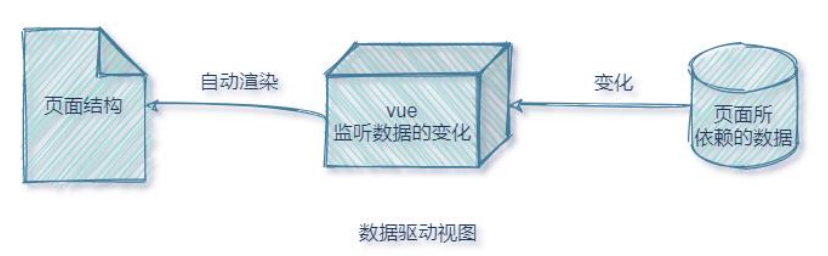 页面结构
自动渲染
vue
监听数据的变化
变化
页面所
依赖的数据
数据驱动视图